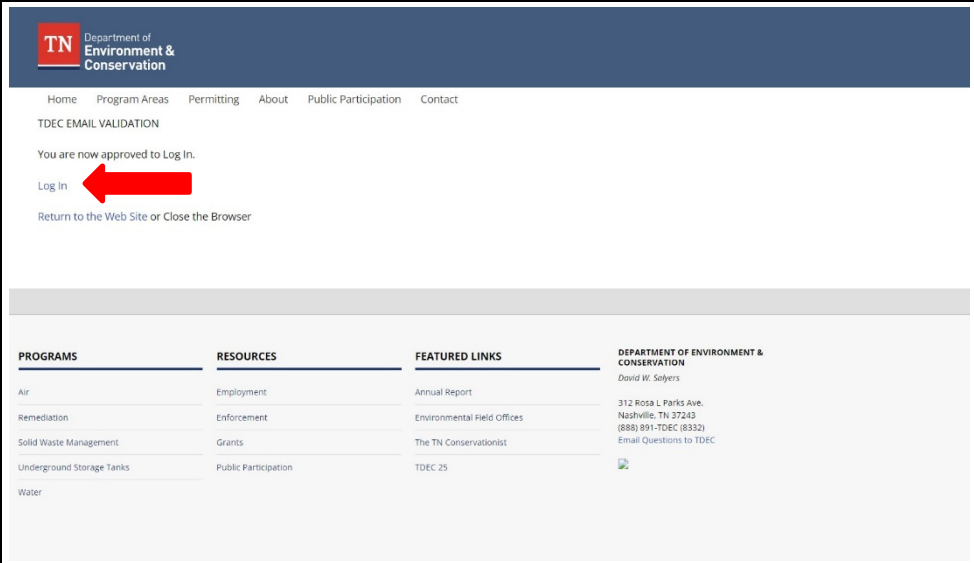 TN
Department of
Environment &
Conservation
Home Program Areas Permitting About Public Participation Contact
TDEC EMAIL VALIDATION
You are now approved to Log In.
Log In
Return to the Web Site or Close the Browser
PROGRAMS
Air
Remediation
Solid Waste Management
Underground Storage Tanks
Water
RESOURCES
Employment
Enforcement
Grants
Public Participation
FEATURED LINKS
Annual Report
Environmental Field Offices
The TN Conservationist
TDEC 25
DEPARTMENT OF ENVIRONMENT &
CONSERVATION
David W. Salyers
312 Rosa L Parks Ave.
Nashville, TN 37243
(888) 891-TDEC (8332)
Email Questions to TDEC